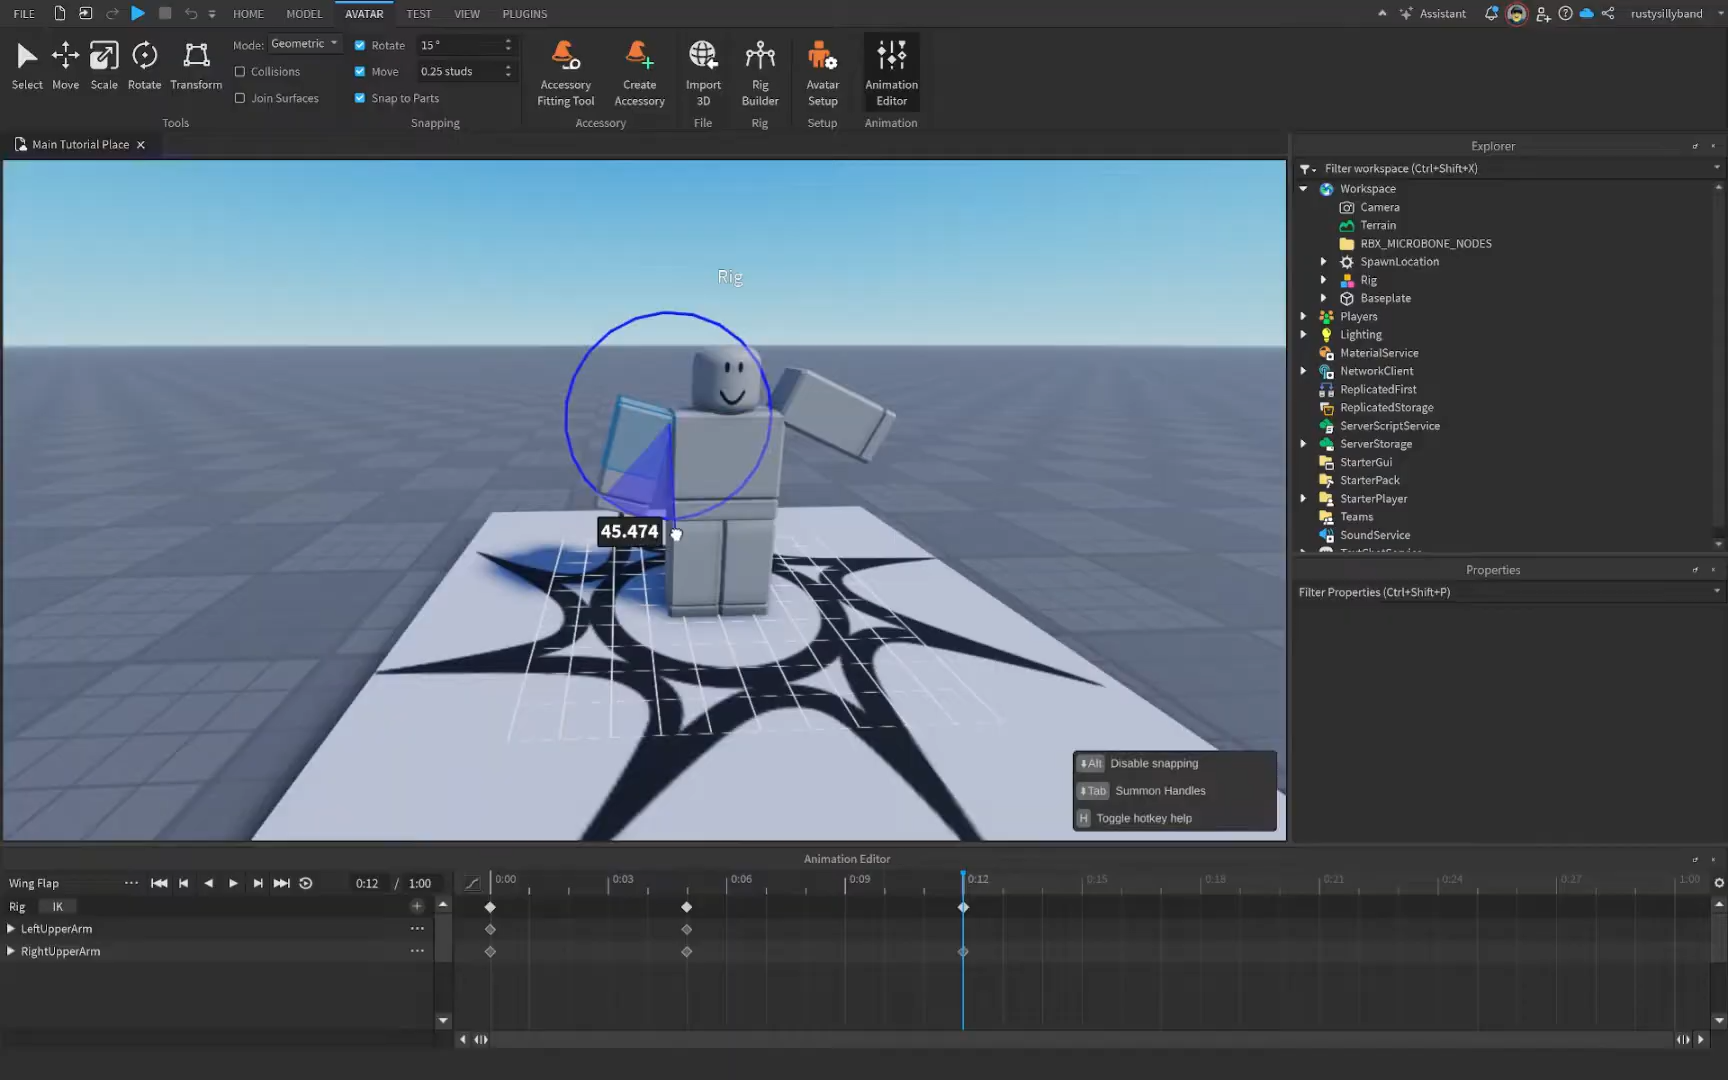 FILE HOME MODEL AVATAR TEST VIEW PLUGINS Assistant rustysillyband
Select Move Scale Rotate Transform
Mode: Geometric
Collisions
Join Surfaces
Tools
Rotate 15°
Move 0.25 studs
Snap to Parts
Snapping
Accessory Fitting Tool
Create Accessory
Accessory
Import 3D
File
Rig Builder
Rig
Avatar Setup
Setup
Animation Editor
Animation
Main Tutorial Place
Rig
45.474
Alt Disable snapping
Tab Summon Handles
H Toggle hotkey help
Explorer
Filter workspace (Ctrl+Shift+X)
Workspace
Camera
Terrain
RBX_MICROBONE_NODES
SpawnLocation
Rig
Baseplate
Players
Lighting
MaterialService
NetworkClient
ReplicatedFirst
ReplicatedStorage
ServerScriptService
ServerStorage
StarterGui
StarterPack
StarterPlayer
Teams
SoundService
Properties
Filter Properties (Ctrl+Shift+P)
Animation Editor
Wing Flap 0:12 / 1:00
0:00 0:03 0:06 0:09 0:12 0:15 0:18 0:21 0:24 0:27 1:00
Rig IK
LeftUpperArm
RightUpperArm